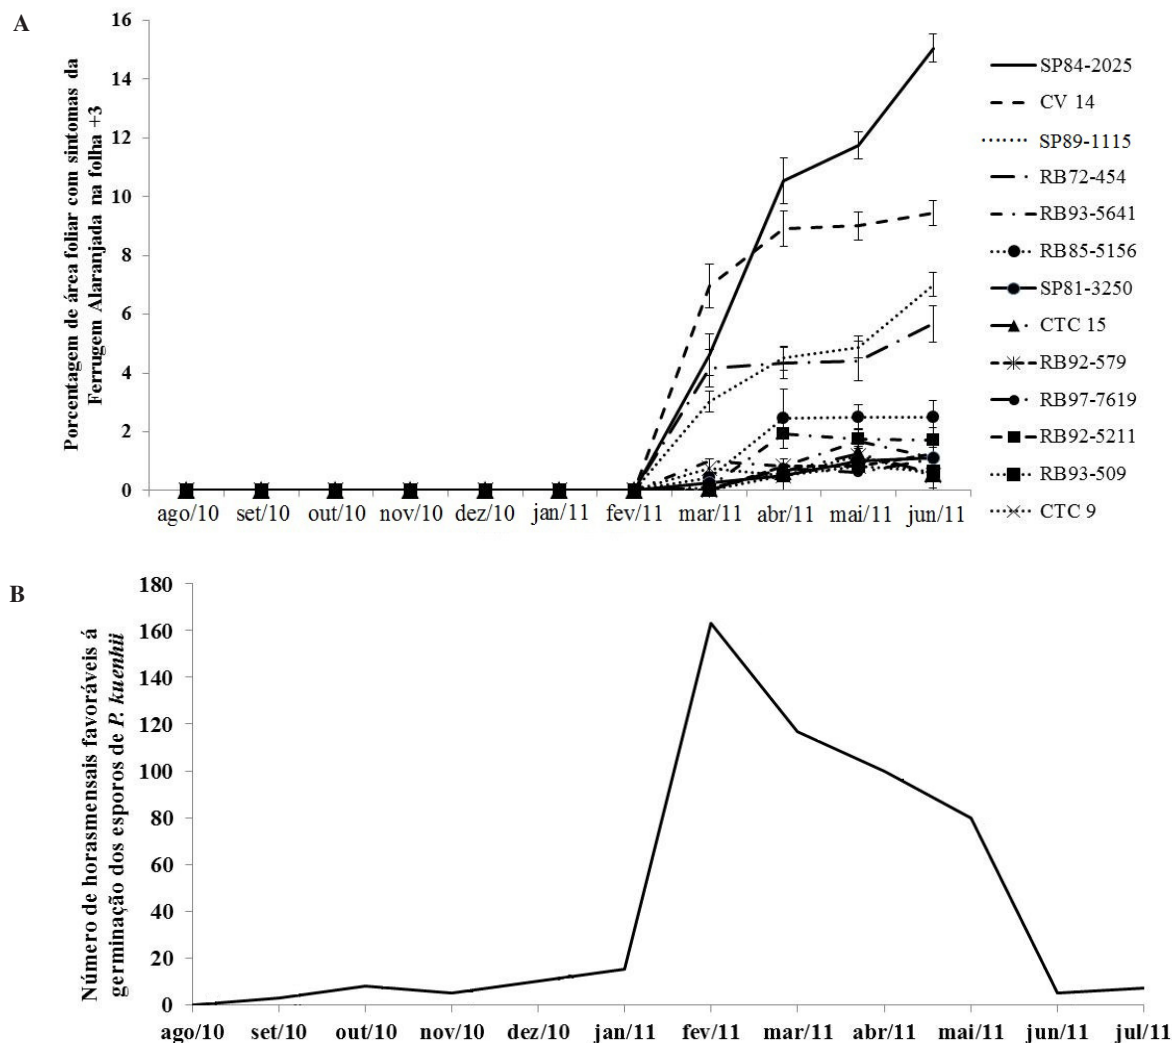 A
Porcentagem de área foliar com sintomas da
Ferrugem Alaranjada na folha +3
16
14
12
10
8
6
4
2
0
ago/10 set/10 out/10 nov/10 dez/10 jan/11 fev/11 mar/11 abr/11 mai/11 jun/11
SP84-2025
CV 14
SP89-1115
RB72-454
RB93-5641
RB85-5156
SP81-3250
CTC 15
RB92-579
RB97-7619
RB92-5211
RB93-509
CTC 9
B
Número de horasmensais favoráveis á
germinação dos esporos de P. kuenhii
180
160
140
120
100
80
60
40
20
0
ago/10 set/10 out/10 nov/10 dez/10 jan/11 fev/11 mar/11 abr/11 mai/11 jun/11 jul/11